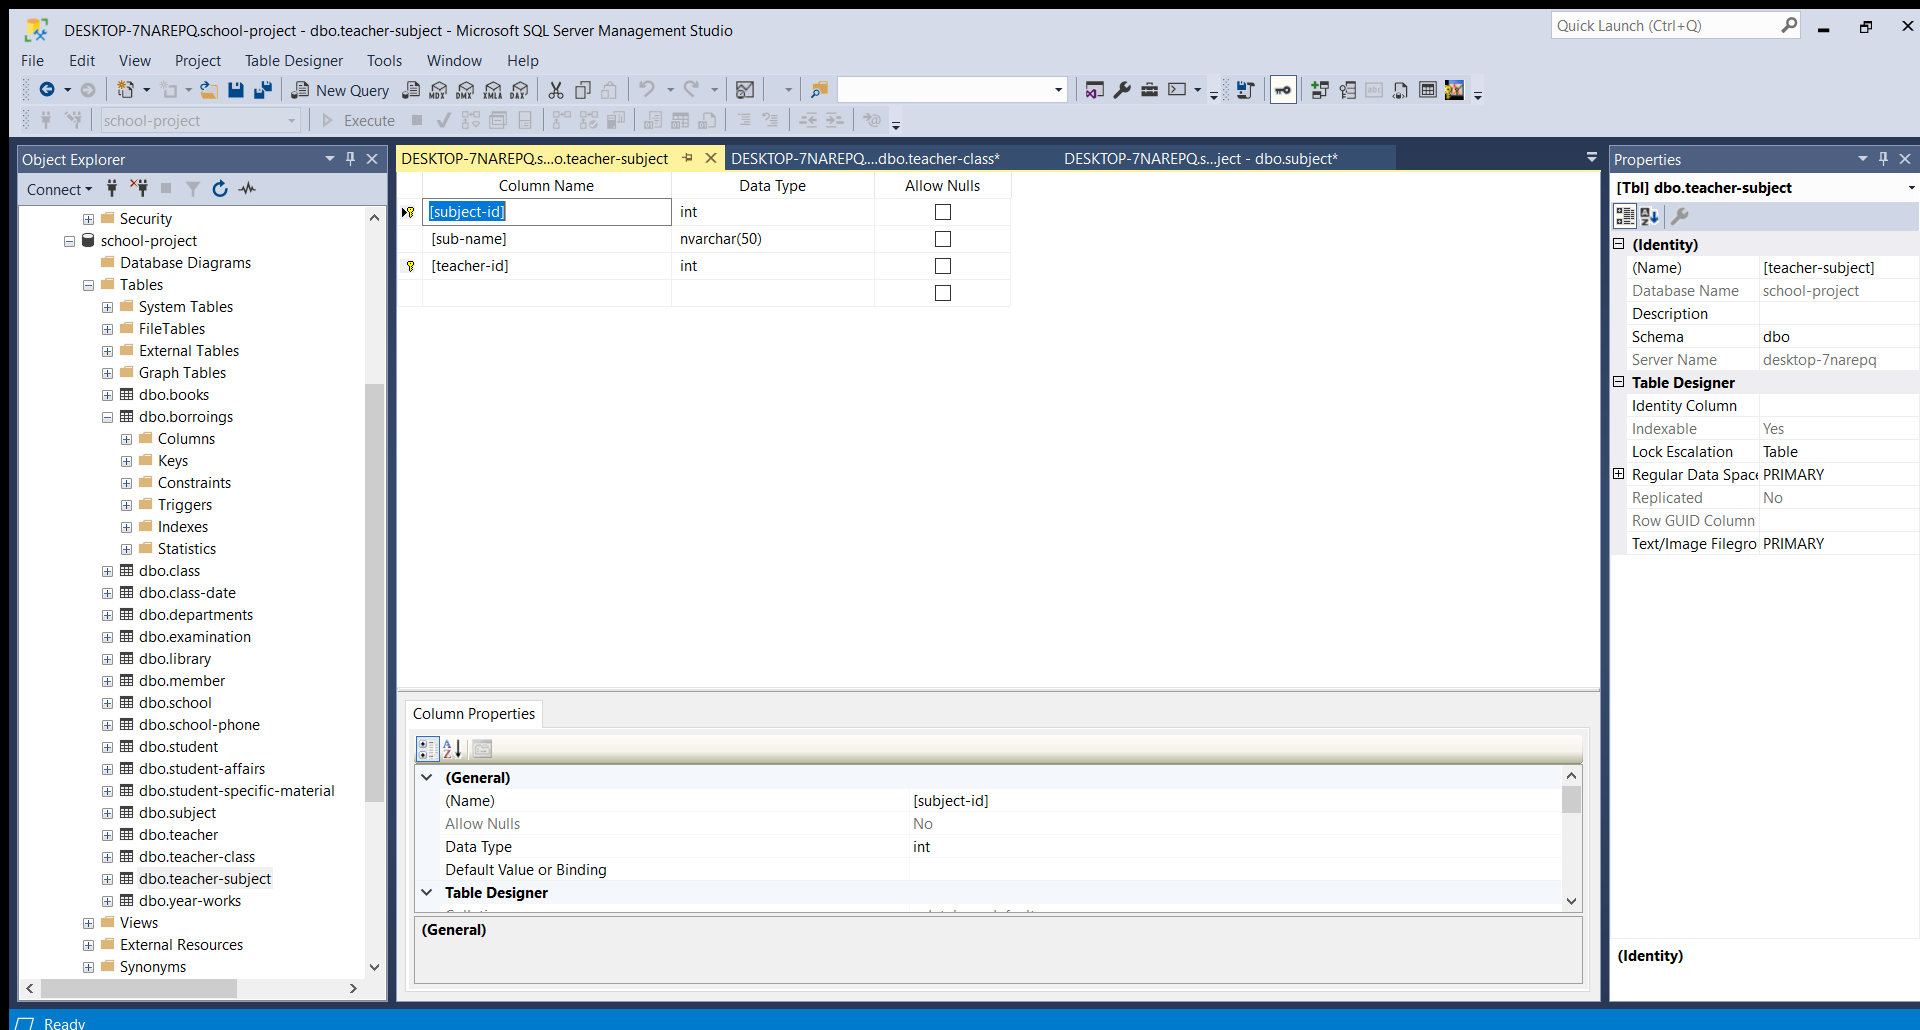 DESKTOP-7NAREPQ.school-project - dbo.teacher-subject - Microsoft SQL Server Management Studio
Quick Launch (Ctrl+Q)
File Edit View Project Table Designer Tools Window Help
New Query MDX DMX XMLA DAX
school-project Execute
Object Explorer
Connect
Security
school-project
Database Diagrams
Tables
System Tables
FileTables
External Tables
Graph Tables
dbo.books
dbo.borroings
Columns
Keys
Constraints
Triggers
Indexes
Statistics
dbo.class
dbo.class-date
dbo.departments
dbo.examination
dbo.library
dbo.member
dbo.school
dbo.school-phone
dbo.student
dbo.student-affairs
dbo.student-specific-material
dbo.subject
dbo.teacher
dbo.teacher-class
dbo.teacher-subject
dbo.year-works
Views
External Resources
Synonyms
DESKTOP-7NAREPQ.s...o.teacher-subject DESKTOP-7NAREPQ....dbo.teacher-class* DESKTOP-7NAREPQ.s...ject - dbo.subject*
Column Name Data Type Allow Nulls
[subject-id] int
[sub-name] nvarchar(50)
[teacher-id] int
Column Properties
(General)
(Name) [subject-id]
Allow Nulls No
Data Type int
Default Value or Binding
Table Designer
(General)
Properties
[Tbl] dbo.teacher-subject
(Identity)
(Name) [teacher-subject]
Database Name school-project
Description
Schema dbo
Server Name desktop-7narepq
Table Designer
Identity Column
Indexable Yes
Lock Escalation Table
Regular Data Space PRIMARY
Replicated No
Row GUID Column
Text/Image Filegro PRIMARY
(Identity)
Ready